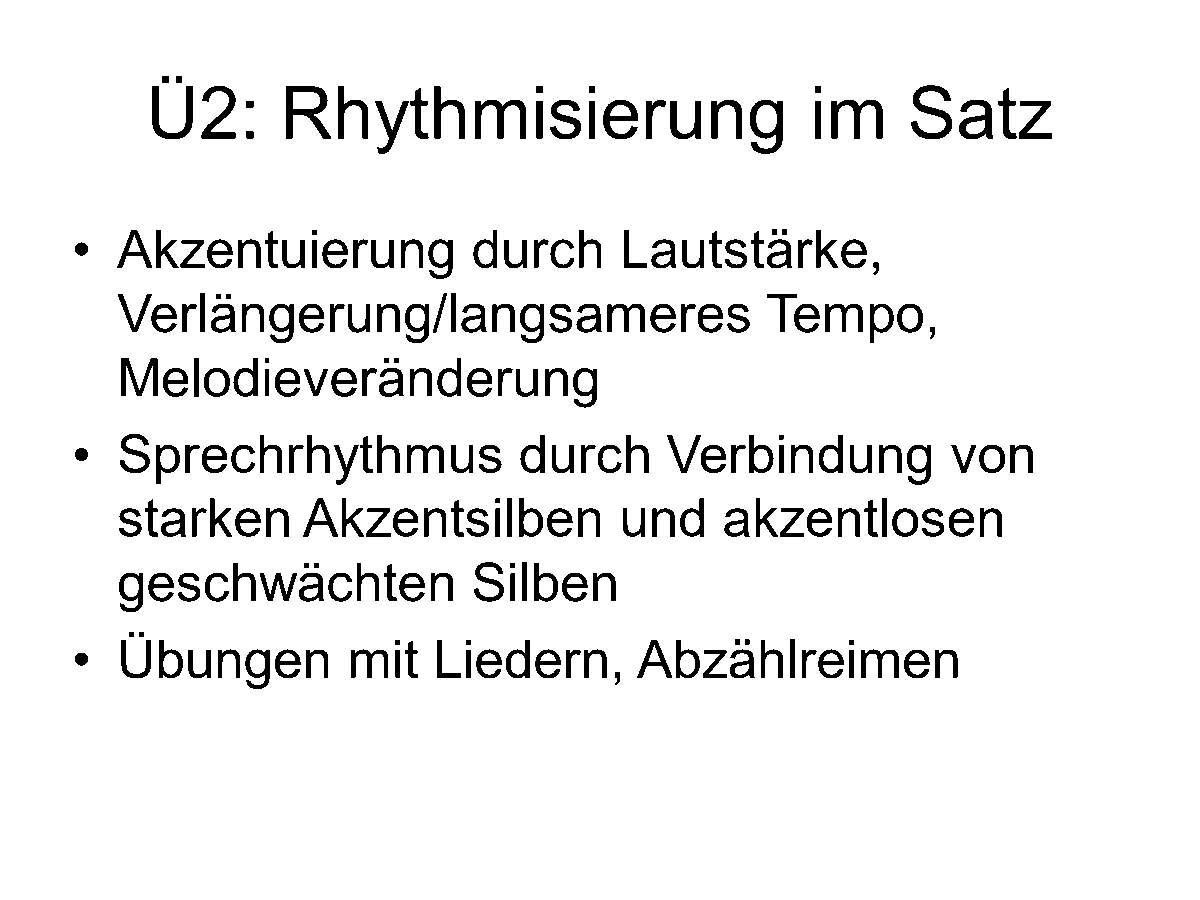 Ü2: Rhythmisierung im Satz
• Akzentuierung durch Lautstärke,
Verlängerung/langsameres Tempo,
Melodieveränderung
• Sprechrhythmus durch Verbindung von
starken Akzentsilben und akzentlosen
geschwächten Silben
• Übungen mit Liedern, Abzählreimen